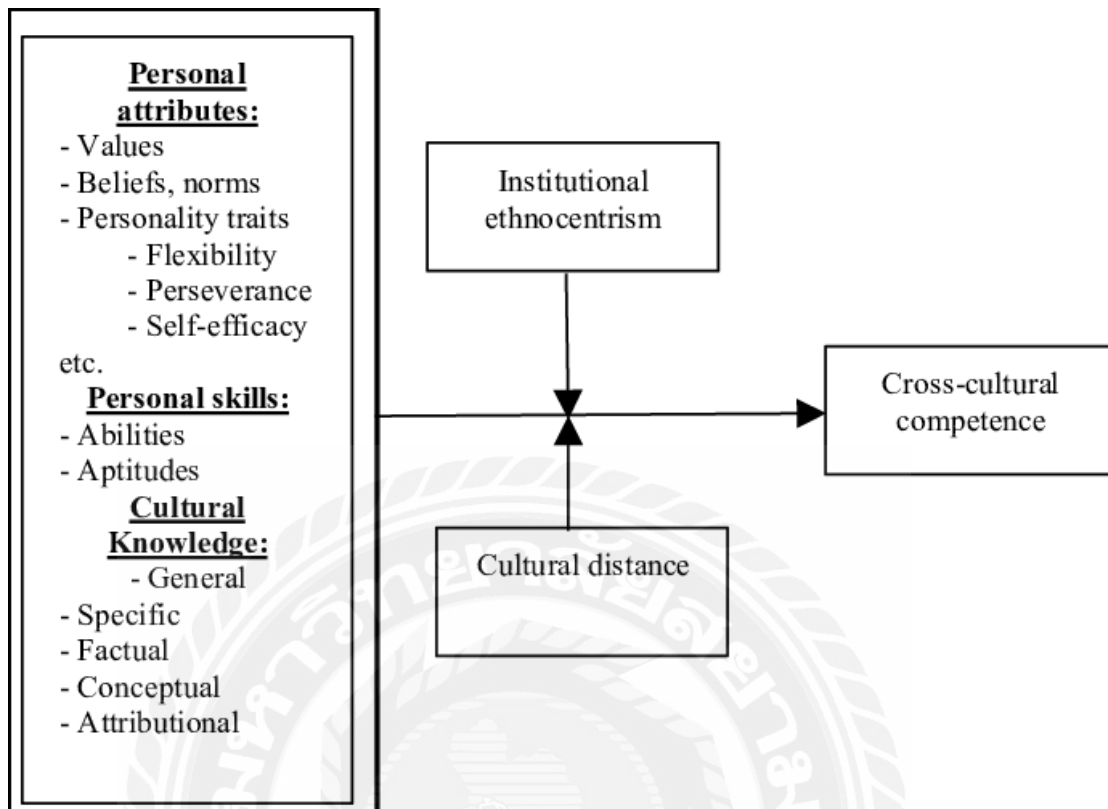 Personal
attributes:
- Values
- Beliefs, norms
- Personality traits
- Flexibility
- Perseverance
- Self-efficacy
etc.
Personal skills:
- Abilities
- Aptitudes
Cultural
Knowledge:
- General
- Specific
- Factual
- Conceptual
- Attributional
Institutional
ethnocentrism
Cultural distance
Cross-cultural
competence